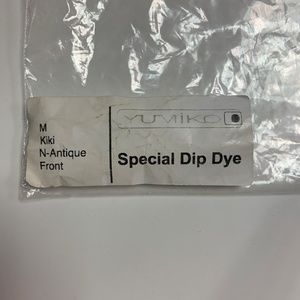 M
Kiki
N-Antique
Front
YUMIKO
Special Dip Dye